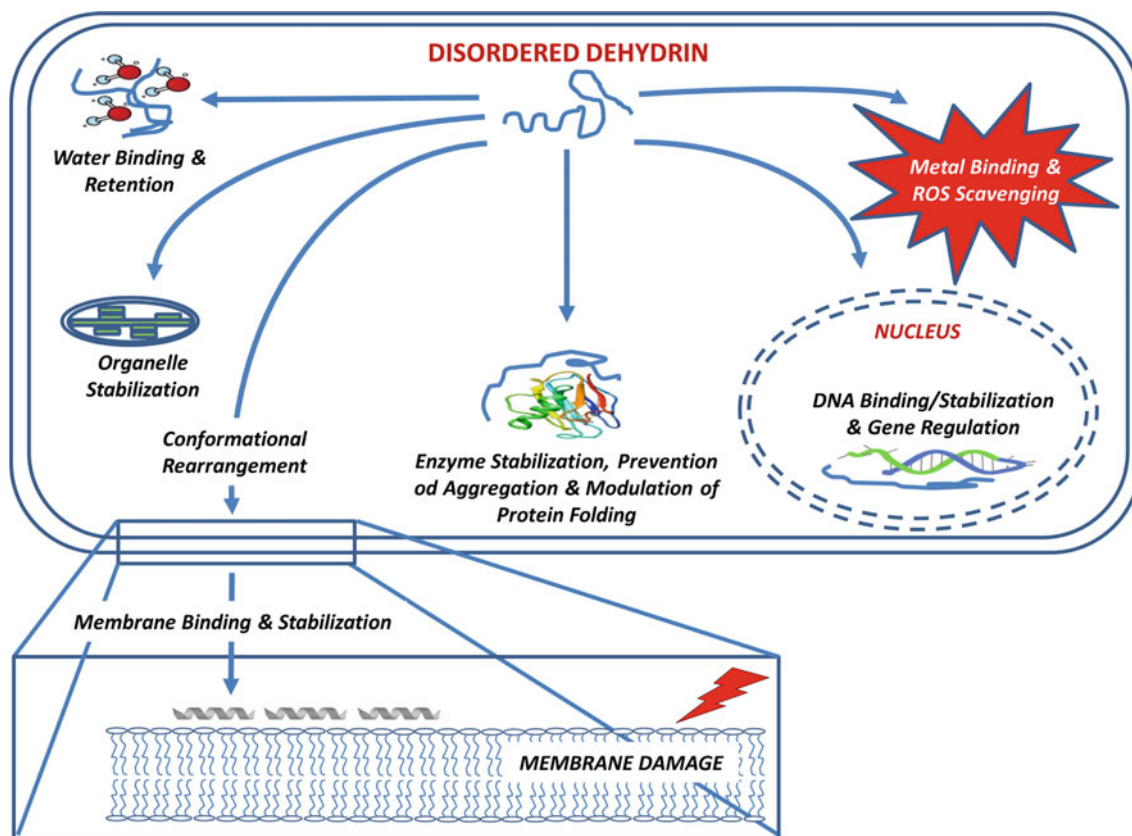 DISORDERED DEHYDRIN
Water Binding &
Retention
Metal Binding &
ROS Scavenging
Organelle
Stabilization
NUCLEUS
DNA Binding/Stabilization
& Gene Regulation
Conformational
Rearrangement
Enzyme Stabilization, Prevention
od Aggregation & Modulation of
Protein Folding
Membrane Binding & Stabilization
MEMBRANE DAMAGE